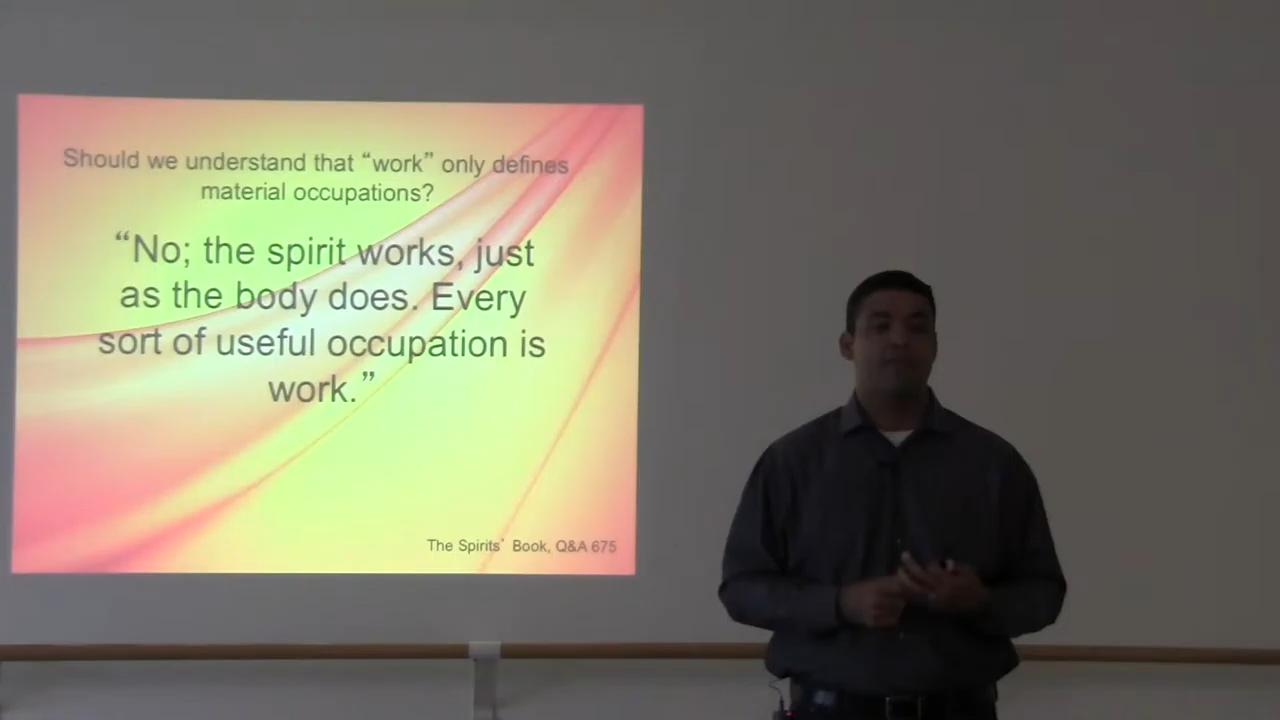 Should we understand that “work” only defines
material occupations?
“No; the spirit works, just
as the body does. Every
sort of useful occupation is
work.”
The Spirits’ Book, Q&A 675